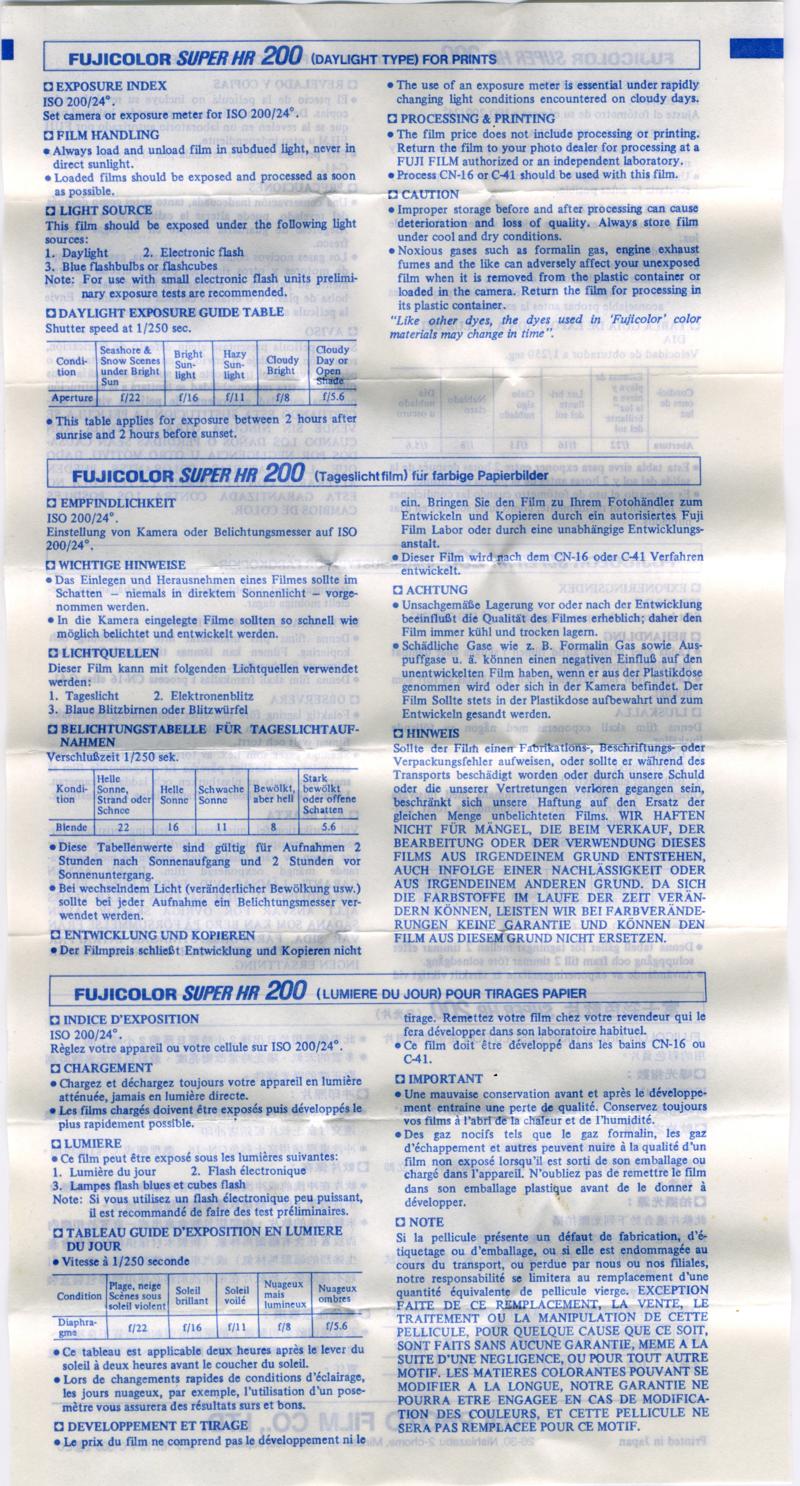 FUJICOLOR SUPER HR 200 (DAYLIGHT TYPE) FOR PRINTS
EXPOSURE INDEX
ISO 200/24°.
Set camera or exposure meter for ISO 200/24°.
FILM HANDLING
• Always load and unload film in subdued light, never in
direct sunlight.
• Loaded films should be exposed and processed as soon
as possible.
LIGHT SOURCE
This film should be exposed under the following light
sources:
1. Daylight 2. Electronic flash
3. Blue flashbulbs or flashcubes
Note: For use with small electronic flash units prelimi-
nary exposure tests are recommended.
DAYLIGHT EXPOSURE GUIDE TABLE
Shutter speed at 1/250 sec.
Condi-
tion
Seashore &
Snow Scenes
under Bright
Sun
Bright
Sun-
light
Hazy
Sun-
light
Cloudy
Bright
Cloudy
Day or
Open
Shade
Aperture f/22 f/16 f/11 f/8 f/5.6
• This table applies for exposure between 2 hours after
sunrise and 2 hours before sunset.
• The use of an exposure meter is essential under rapidly
changing light conditions encountered on cloudy days.
PROCESSING & PRINTING
• The film price does not include processing or printing.
Return the film to your photo dealer for processing at a
FUJI FILM authorized or an independent laboratory.
• Process CN-16 or C-41 should be used with this film.
CAUTION
• Improper storage before and after processing can cause
deterioration and loss of quality. Always store film
under cool and dry conditions.
• Noxious gases such as formalin gas, engine exhaust
fumes and the like can adversely affect your unexposed
film when it is removed from the plastic container or
loaded in the camera. Return the film for processing in
its plastic container.
"Like other dyes, the dyes used in 'Fujicolor' color
materials may change in time".
FUJICOLOR SUPER HR 200 (Tageslichtfilm) für farbige Papierbilder
EMPFINDLICHKEIT
ISO 200/24°.
Einstellung von Kamera oder Belichtungsmesser auf ISO
200/24°.
WICHTIGE HINWEISE
• Das Einlegen und Herausnehmen eines Filmes sollte im
Schatten – niemals in direktem Sonnenlicht – vorge-
nommen werden.
• In die Kamera eingelegte Filme sollten so schnell wie
möglich belichtet und entwickelt werden.
LICHTQUELLEN
Dieser Film kann mit folgenden Lichtquellen verwendet
werden:
1. Tageslicht 2. Elektronenblitz
3. Blaue Blitzbirnen oder Blitzwürfel
BELICHTUNGSTABELLE FÜR TAGESLICHTAUF-
NAHMEN
Verschlußzeit 1/250 sek.
Kondi-
tion
Helle
Sonne,
Strand oder
Schnee
Helle
Sonne
Schwache
Sonne
Bewölkt,
aber hell
Stark
bewölkt
oder offene
Schatten
Blende 22 16 11 8 5.6
• Diese Tabellenwerte sind gültig für Aufnahmen 2
Stunden nach Sonnenaufgang und 2 Stunden vor
Sonnenuntergang.
• Bei wechselndem Licht (veränderlicher Bewölkung usw.)
sollte bei jeder Aufnahme ein Belichtungsmesser ver-
wendet werden.
ENTWICKLUNG UND KOPIEREN
• Der Filmpreis schließt Entwicklung und Kopieren nicht
ein. Bringen Sie den Film zu Ihrem Fotohändler zum
Entwickeln und Kopieren durch ein autorisiertes Fuji
Film Labor oder durch eine unabhängige Entwicklungs-
anstalt.
• Dieser Film wird nach dem CN-16 oder C-41 Verfahren
entwickelt.
ACHTUNG
• Unsachgemäße Lagerung vor oder nach der Entwicklung
beeinflußt die Qualität des Filmes erheblich; daher den
Film immer kühl und trocken lagern.
• Schädliche Gase wie z. B. Formalin Gas sowie Aus-
puffgase u. ä. können einen negativen Einfluß auf den
unentwickelten Film haben, wenn er aus der Plastikdose
genommen wird oder sich in der Kamera befindet. Der
Film Sollte stets in der Plastikdose aufbewahrt und zum
Entwickeln gesandt werden.
HINWEIS
Sollte der Film einen Fabrikations-, Beschriftungs- oder
Verpackungsfehler aufweisen, oder sollte er während des
Transports beschädigt worden oder durch unsere Schuld
oder die unserer Vertretungen verloren gegangen sein,
beschränkt sich unsere Haftung auf den Ersatz der
gleichen Menge unbelichteten Films. WIR HAFTEN
NICHT FÜR MÄNGEL, DIE BEIM VERKAUF, DER
BEARBEITUNG ODER DER VERWENDUNG DIESES
FILMS AUS IRGENDEINEM GRUND ENTSTEHEN,
AUCH INFOLGE EINER NACHLÄSSIGKEIT ODER
AUS IRGENDEINEM ANDEREN GRUND. DA SICH
DIE FARBSTOFFE IM LAUFE DER ZEIT VERÄN-
DERN KÖNNEN, LEISTEN WIR BEI FARBVERÄNDE-
RUNGEN KEINE GARANTIE UND KÖNNEN DEN
FILM AUS DIESEM GRUND NICHT ERSETZEN.
FUJICOLOR SUPER HR 200 (LUMIERE DU JOUR) POUR TIRAGES PAPIER
INDICE D'EXPOSITION
ISO 200/24°.
Règlez votre appareil ou votre cellule sur ISO 200/24°.
CHARGEMENT
• Chargez et déchargez toujours votre appareil en lumière
atténuée, jamais en lumière directe.
• Les films chargés doivent être exposés puis développés le
plus rapidement possible.
LUMIERE
• Ce film peut être exposé sous les lumières suivantes:
1. Lumière du jour 2. Flash électronique
3. Lampes flash blues et cubes flash
Note: Si vous utilisez un flash électronique peu puissant,
il est recommandé de faire des test préliminaires.
TABLEAU GUIDE D'EXPOSITION EN LUMIERE
DU JOUR
• Vitesse à 1/250 seconde
Condition
Plage, neige
Scènes sous
soleil violent
Soleil
brillant
Soleil
voilé
Nuageux
mais
lumineux
Nuageux
ombres
Diaphra-
gme
f/22 f/16 f/11 f/8 f/5.6
• Ce tableau est applicable deux heures après le lever du
soleil à deux heures avant le coucher du soleil.
• Lors de changements rapides de conditions d'éclairage,
les jours nuageux, par exemple, l'utilisation d'un pose-
mètre vous assurera des résultats surs et bons.
DEVELOPPEMENT ET TIRAGE
• Le prix du film ne comprend pas le développement ni le
tirage. Remettez votre film chez votre revendeur qui le
fera développer dans son laboratoire habituel.
• Ce film doit être développé dans les bains CN-16 ou
C-41.
IMPORTANT
• Une mauvaise conservation avant et après le développe-
ment entraine une perte de qualité. Conservez toujours
vos films à l'abri de la chaleur et de l'humidité.
• Des gaz nocifs tels que le gaz formalin, les gaz
d'échappement et autres peuvent nuire à la qualité d'un
film non exposé lorsqu'il est sorti de son emballage ou
chargé dans l'appareil. N'oubliez pas de remettre le film
dans son emballage plastique avant de le donner à
développer.
NOTE
Si la pellicule présente un défaut de fabrication, d'é-
tiquetage ou d'emballage, ou si elle est endommagée au
cours du transport, ou perdue par nous ou nos filiales,
notre responsabilité se limitera au remplacement d'une
quantité équivalente de pellicule vierge. EXCEPTION
FAITE DE CE REMPLACEMENT, LA VENTE, LE
TRAITEMENT OU LA MANIPULATION DE CETTE
PELLICULE, POUR QUELQUE CAUSE QUE CE SOIT,
SONT FAITS SANS AUCUNE GARANTIE, MEME A LA
SUITE D'UNE NEGLIGENCE, OU POUR TOUT AUTRE
MOTIF. LES MATIERES COLORANTES POUVANT SE
MODIFIER A LA LONGUE, NOTRE GARANTIE NE
POURRA ETRE ENGAGEE EN CAS DE MODIFICA-
TION DES COULEURS, ET CETTE PELLICULE NE
SERA PAS REMPLACEE POUR CE MOTIF.